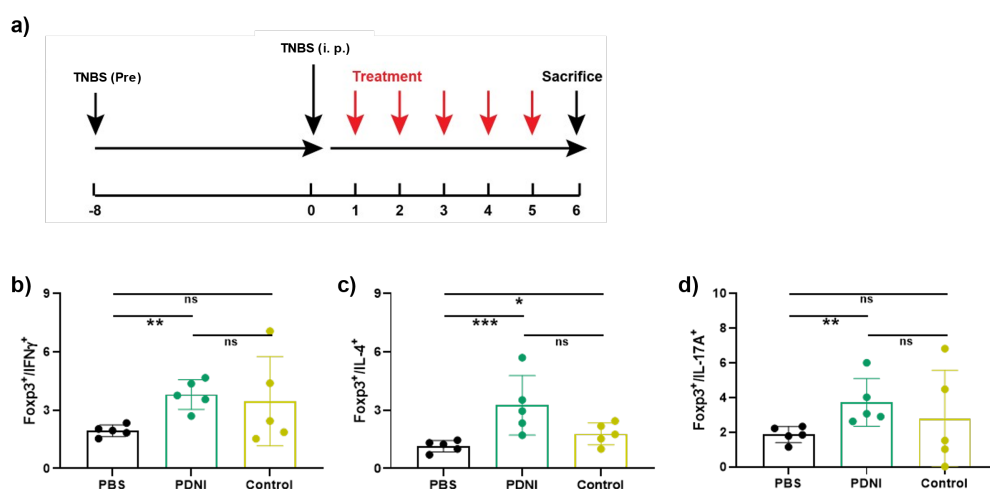 a)
TNBS (i. p.)
TNBS (Pre)
Treatment
Sacrifice
-8 0 1 2 3 4 5 6
b)
Foxp3⁺/IFNγ⁺
9
6
3
0
ns
**
ns
PBS PDNI Control
c)
Foxp3⁺/IL-4⁺
9
6
3
0
*
***
ns
PBS PDNI Control
d)
Foxp3⁺/IL-17A⁺
10
8
6
4
2
0
ns
**
ns
PBS PDNI Control